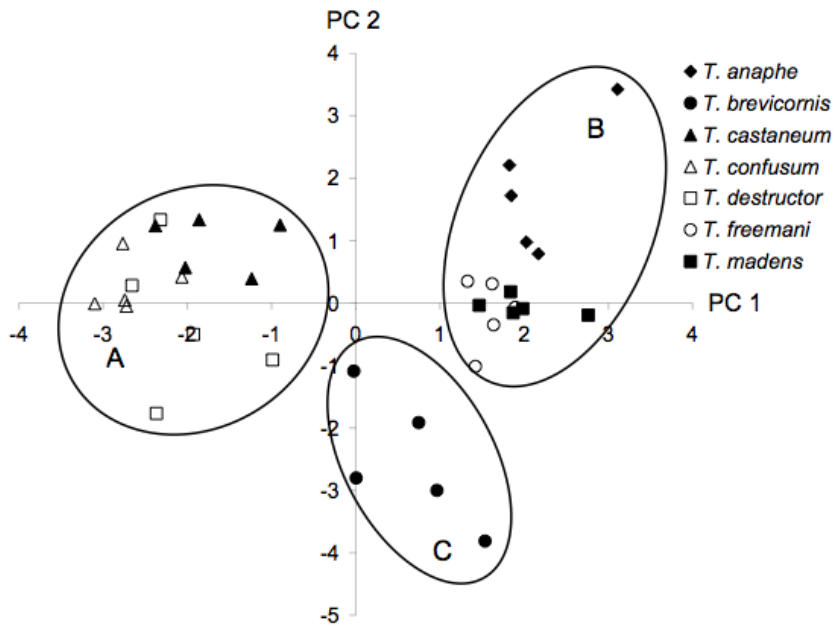 PC 2
4
3
2
1
0
-1
-2
-3
-4
-5
-4
-3
-2
-1
0
1
2
3
4
PC 1
A
B
C
T. anaphe
T. brevicornis
T. castaneum
T. confusum
T. destructor
T. freemani
T. madens